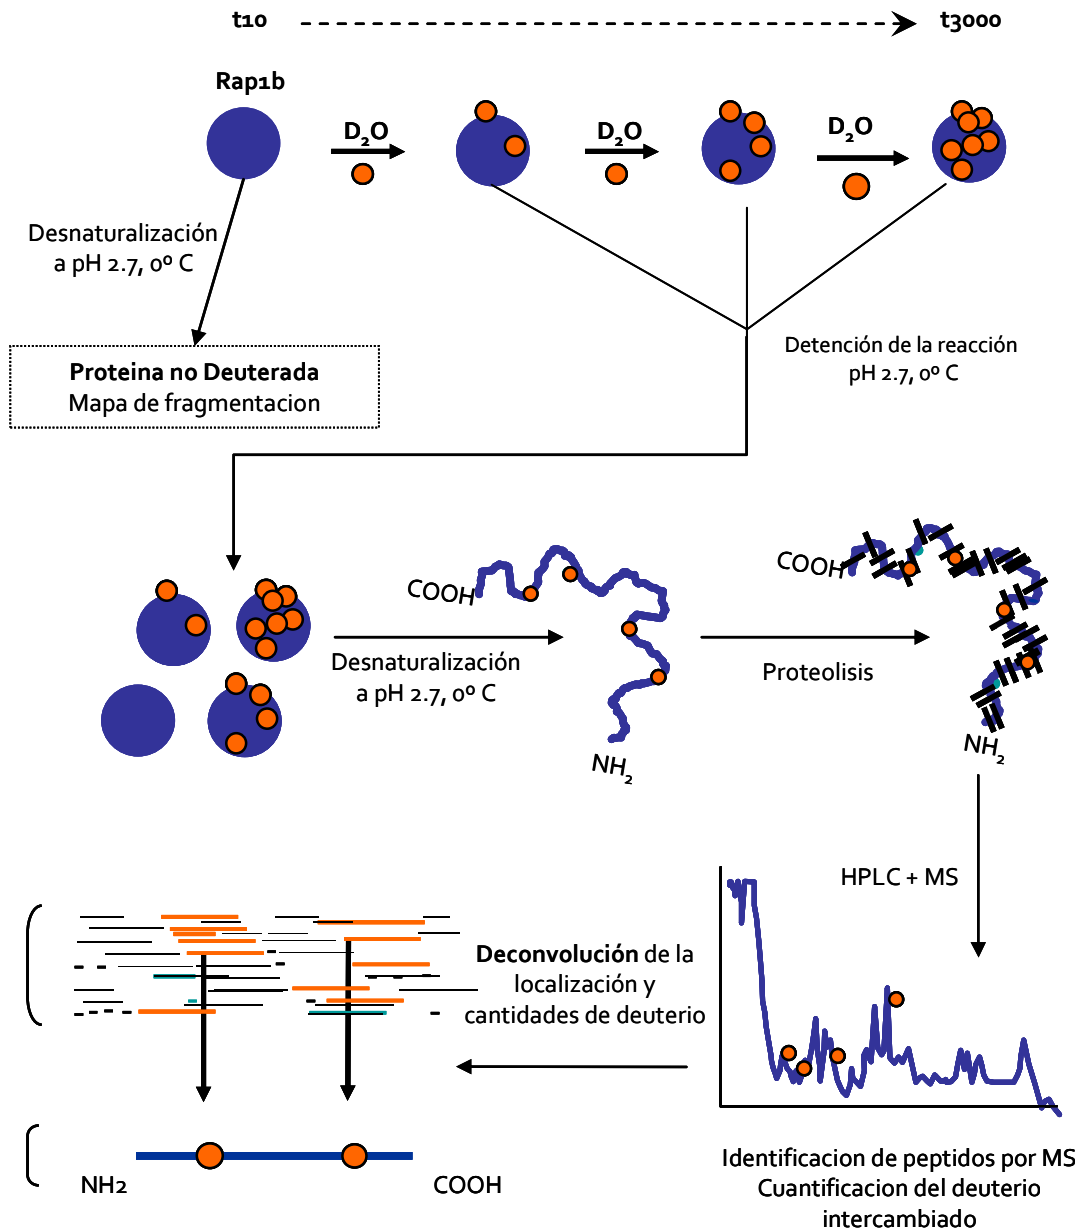 t10
t3000
Rap1b
D2O
D2O
D2O
Desnaturalización
a pH 2.7, 0º C
Proteina no Deuterada
Mapa de fragmentacion
Detención de la reacción
pH 2.7, 0º C
COOH
NH2
Desnaturalización
a pH 2.7, 0º C
Proteolisis
COOH
NH2
HPLC + MS
Deconvolución de la
localización y
cantidades de deuterio
NH2
COOH
Identificacion de peptidos por MS
Cuantificacion del deuterio
intercambiado